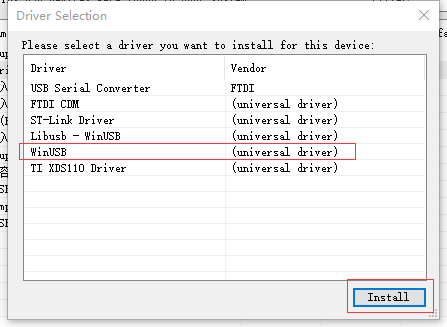 Driver Selection
Please select a driver you want to install for this device:
Driver Vendor
USB Serial Converter FTDI
FTDI CDM (universal driver)
ST-Link Driver (universal driver)
Libusb - WinUSB (universal driver)
WinUSB (universal driver)
TI XDS110 Driver (universal driver)
Install